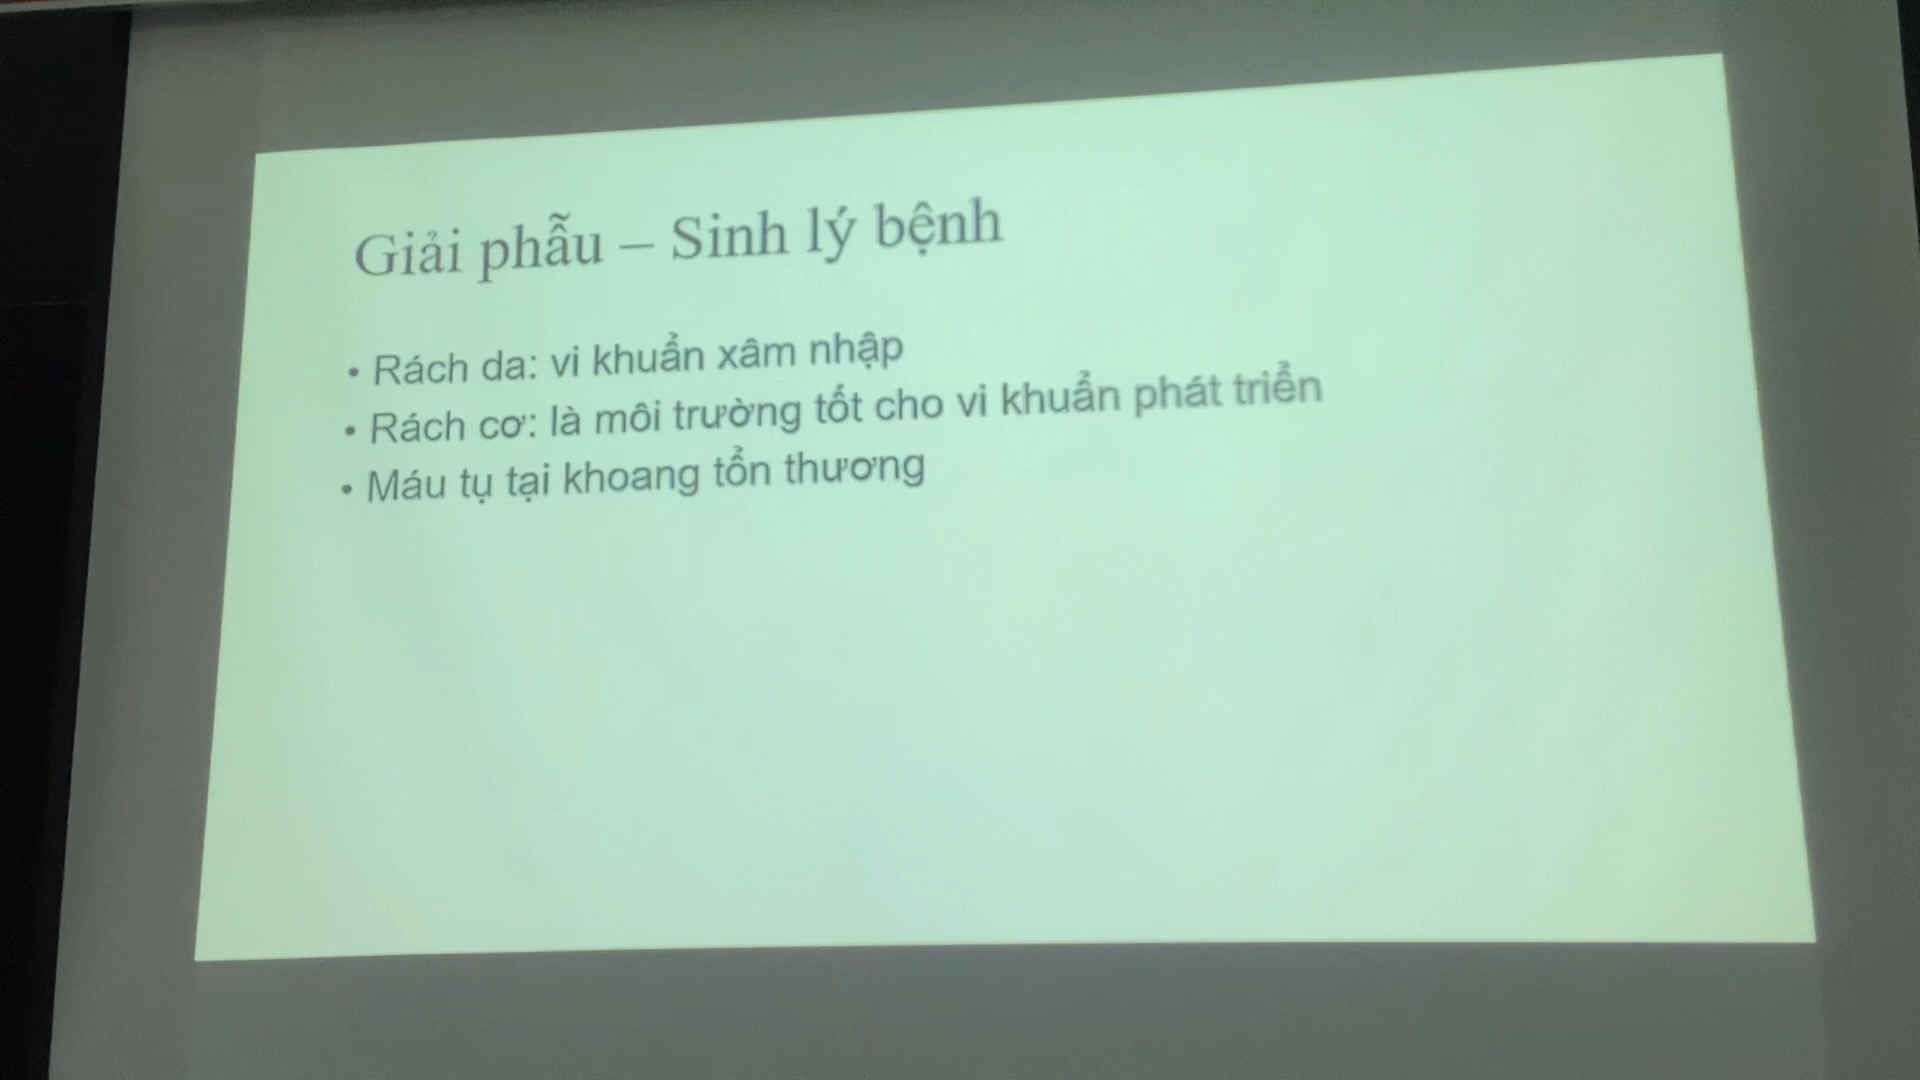 Giải phẫu – Sinh lý bệnh
• Rách da: vi khuẩn xâm nhập
• Rách cơ: là môi trường tốt cho vi khuẩn phát triển
• Máu tụ tại khoang tổn thương